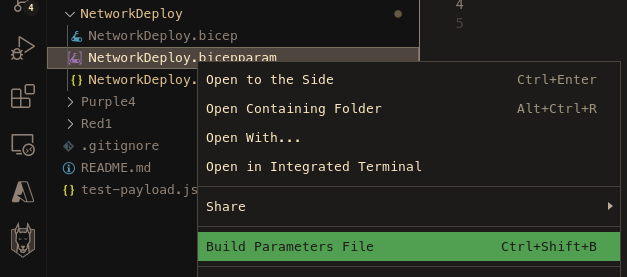 4
NetworkDeploy
4
NetworkDeploy.bicep
5
NetworkDeploy.bicepparam
NetworkDeploy.
Open to the Side Ctrl+Enter
Purple4
Open Containing Folder Alt+Ctrl+R
Red1
Open With...
.gitignore
README.md
Open in Integrated Terminal
test-payload.js
Share
Build Parameters File Ctrl+Shift+B